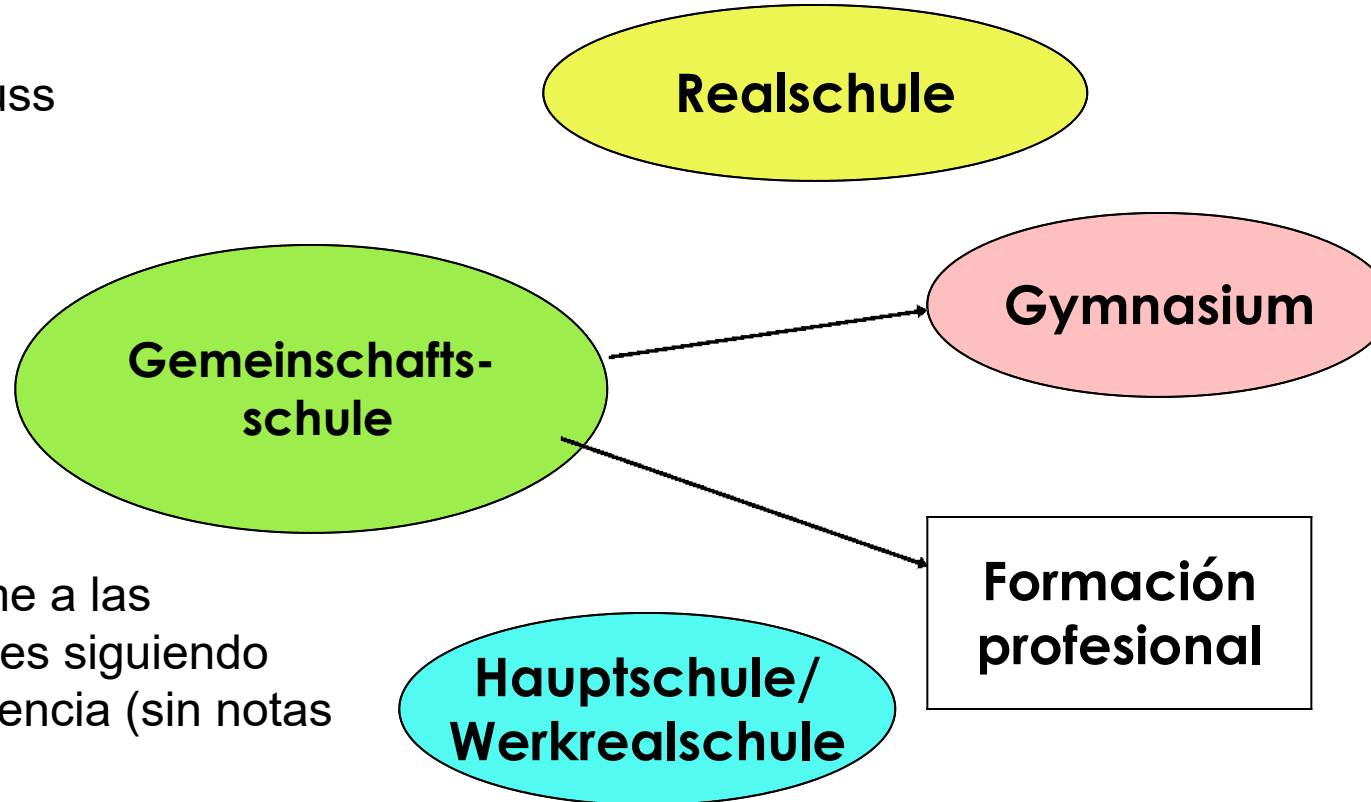 uss
Realschule
Gymnasium
Gemeinschafts-
schule
ne a las
es siguiendo
encia (sin notas
Formación
profesional
Hauptschule/
Werkrealschule